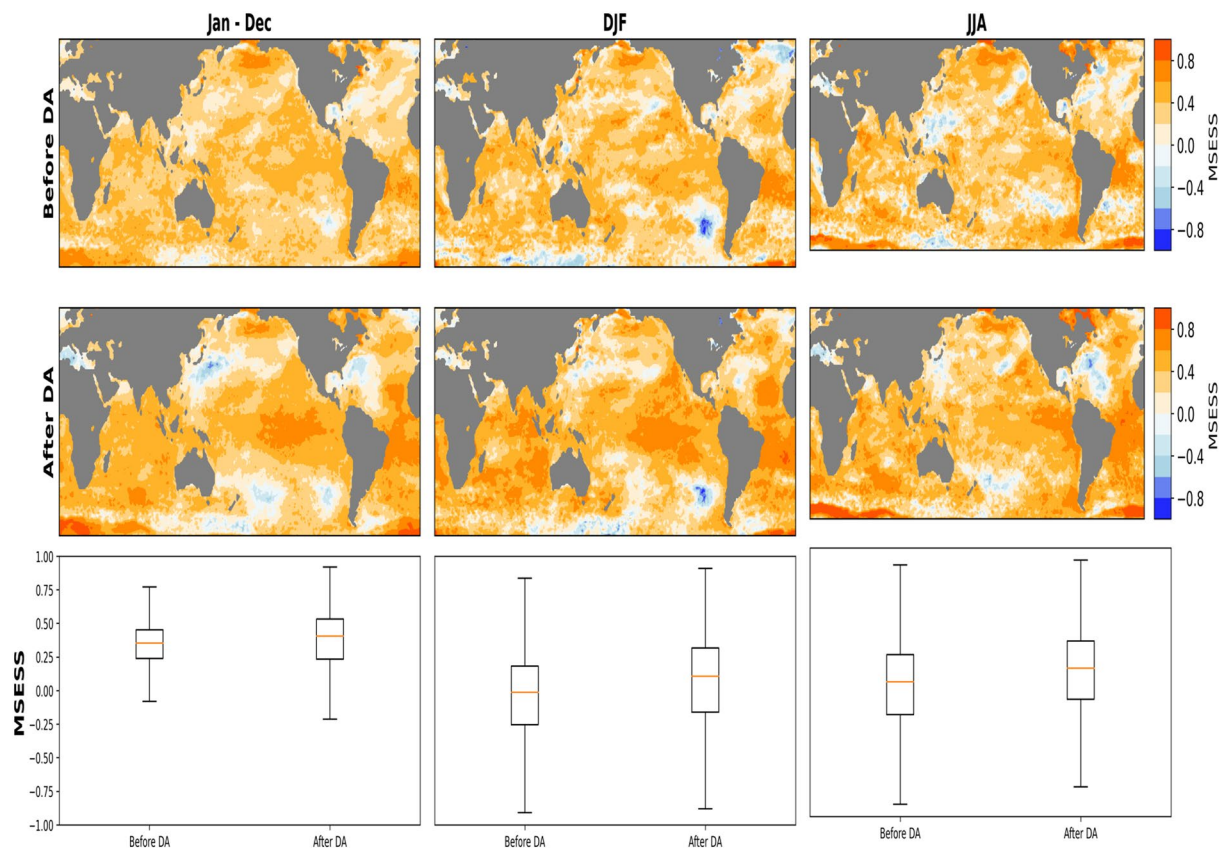 Jan - Dec DJF JJA
Before DA
0.8
0.4
0.0
−0.4
−0.8
MSESS
After DA
0.8
0.4
0.0
−0.4
−0.8
MSESS
MSESS
1.00
0.75
0.50
0.25
0.00
−0.25
−0.50
−0.75
−1.00
Before DA After DA Before DA After DA Before DA After DA